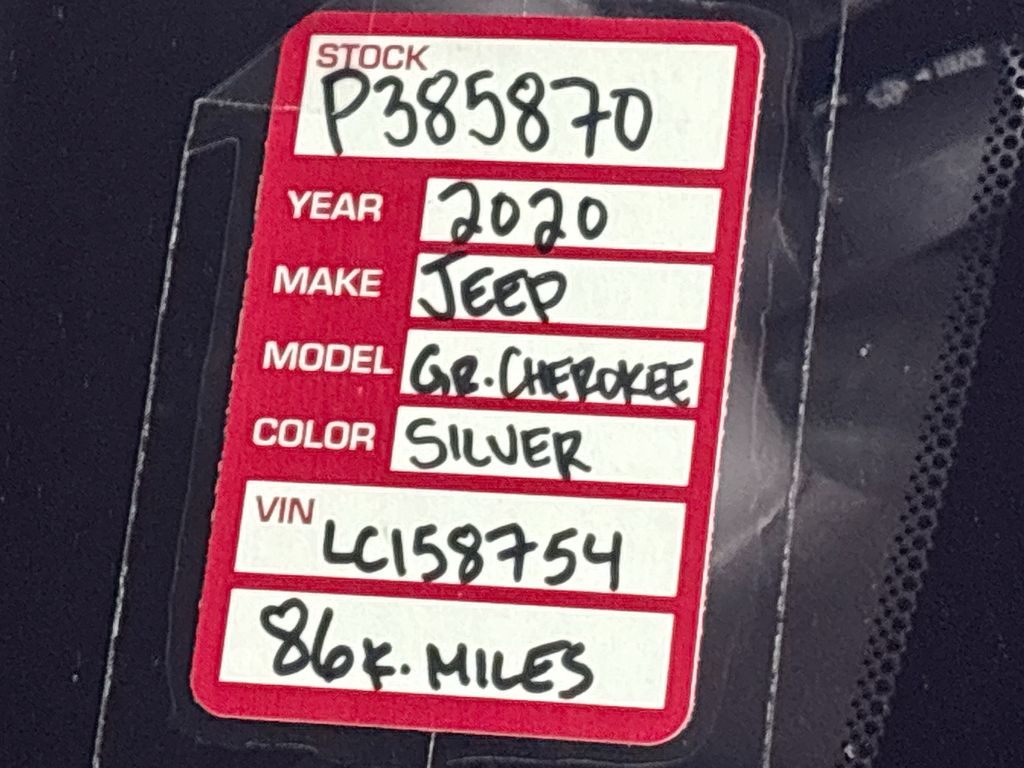 STOCK
P385870
YEAR 2020
MAKE JEEP
MODEL GR. CHEROKEE
COLOR SILVER
VIN
LC158754
86K. MILES